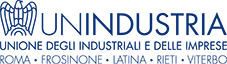 UNINDUSTRIA
UNIONE DEGLI INDUSTRIALI E DELLE IMPRESE
ROMA • FROSINONE • LATINA • RIETI • VITERBO